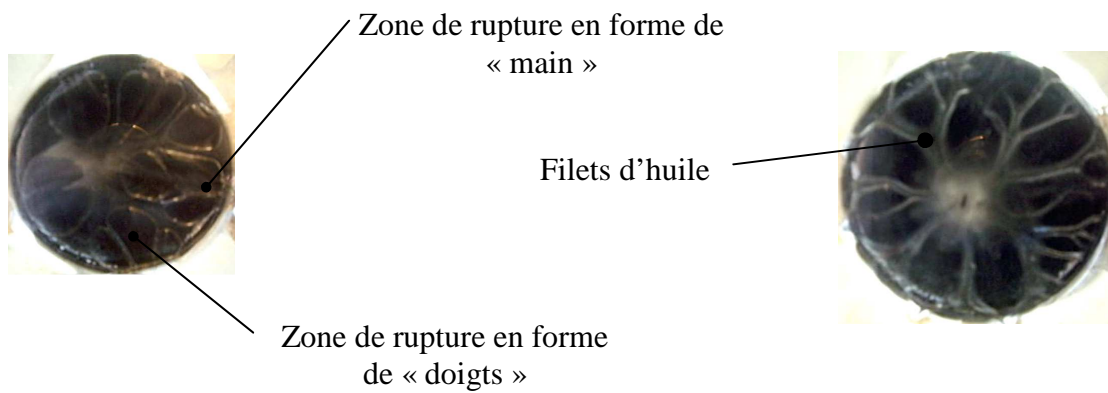 Zone de rupture en forme de
« main »
Filets d’huile
Zone de rupture en forme
de « doigts »